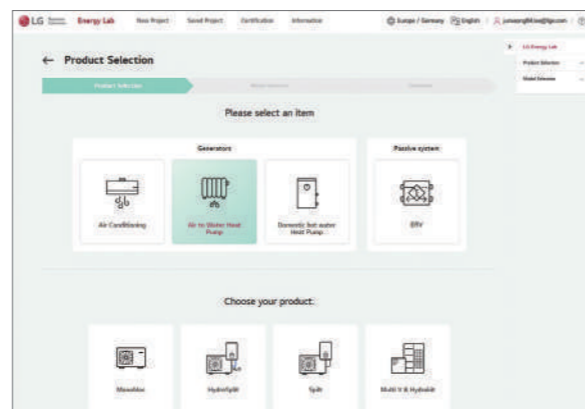 LG Energy Lab New Project Saved Project Certification Information Europe / Germany English
LG Energy Lab
Product Selection
Model Selection
← Product Selection
Product Selection
Please select an item
Generators
Passive system
Air Conditioning
Air to Water Heat Pump
Domestic hot water Heat Pump
ERV
Choose your product.
Monobloc
HydroSplit
Split
Multi V & Hydrokit